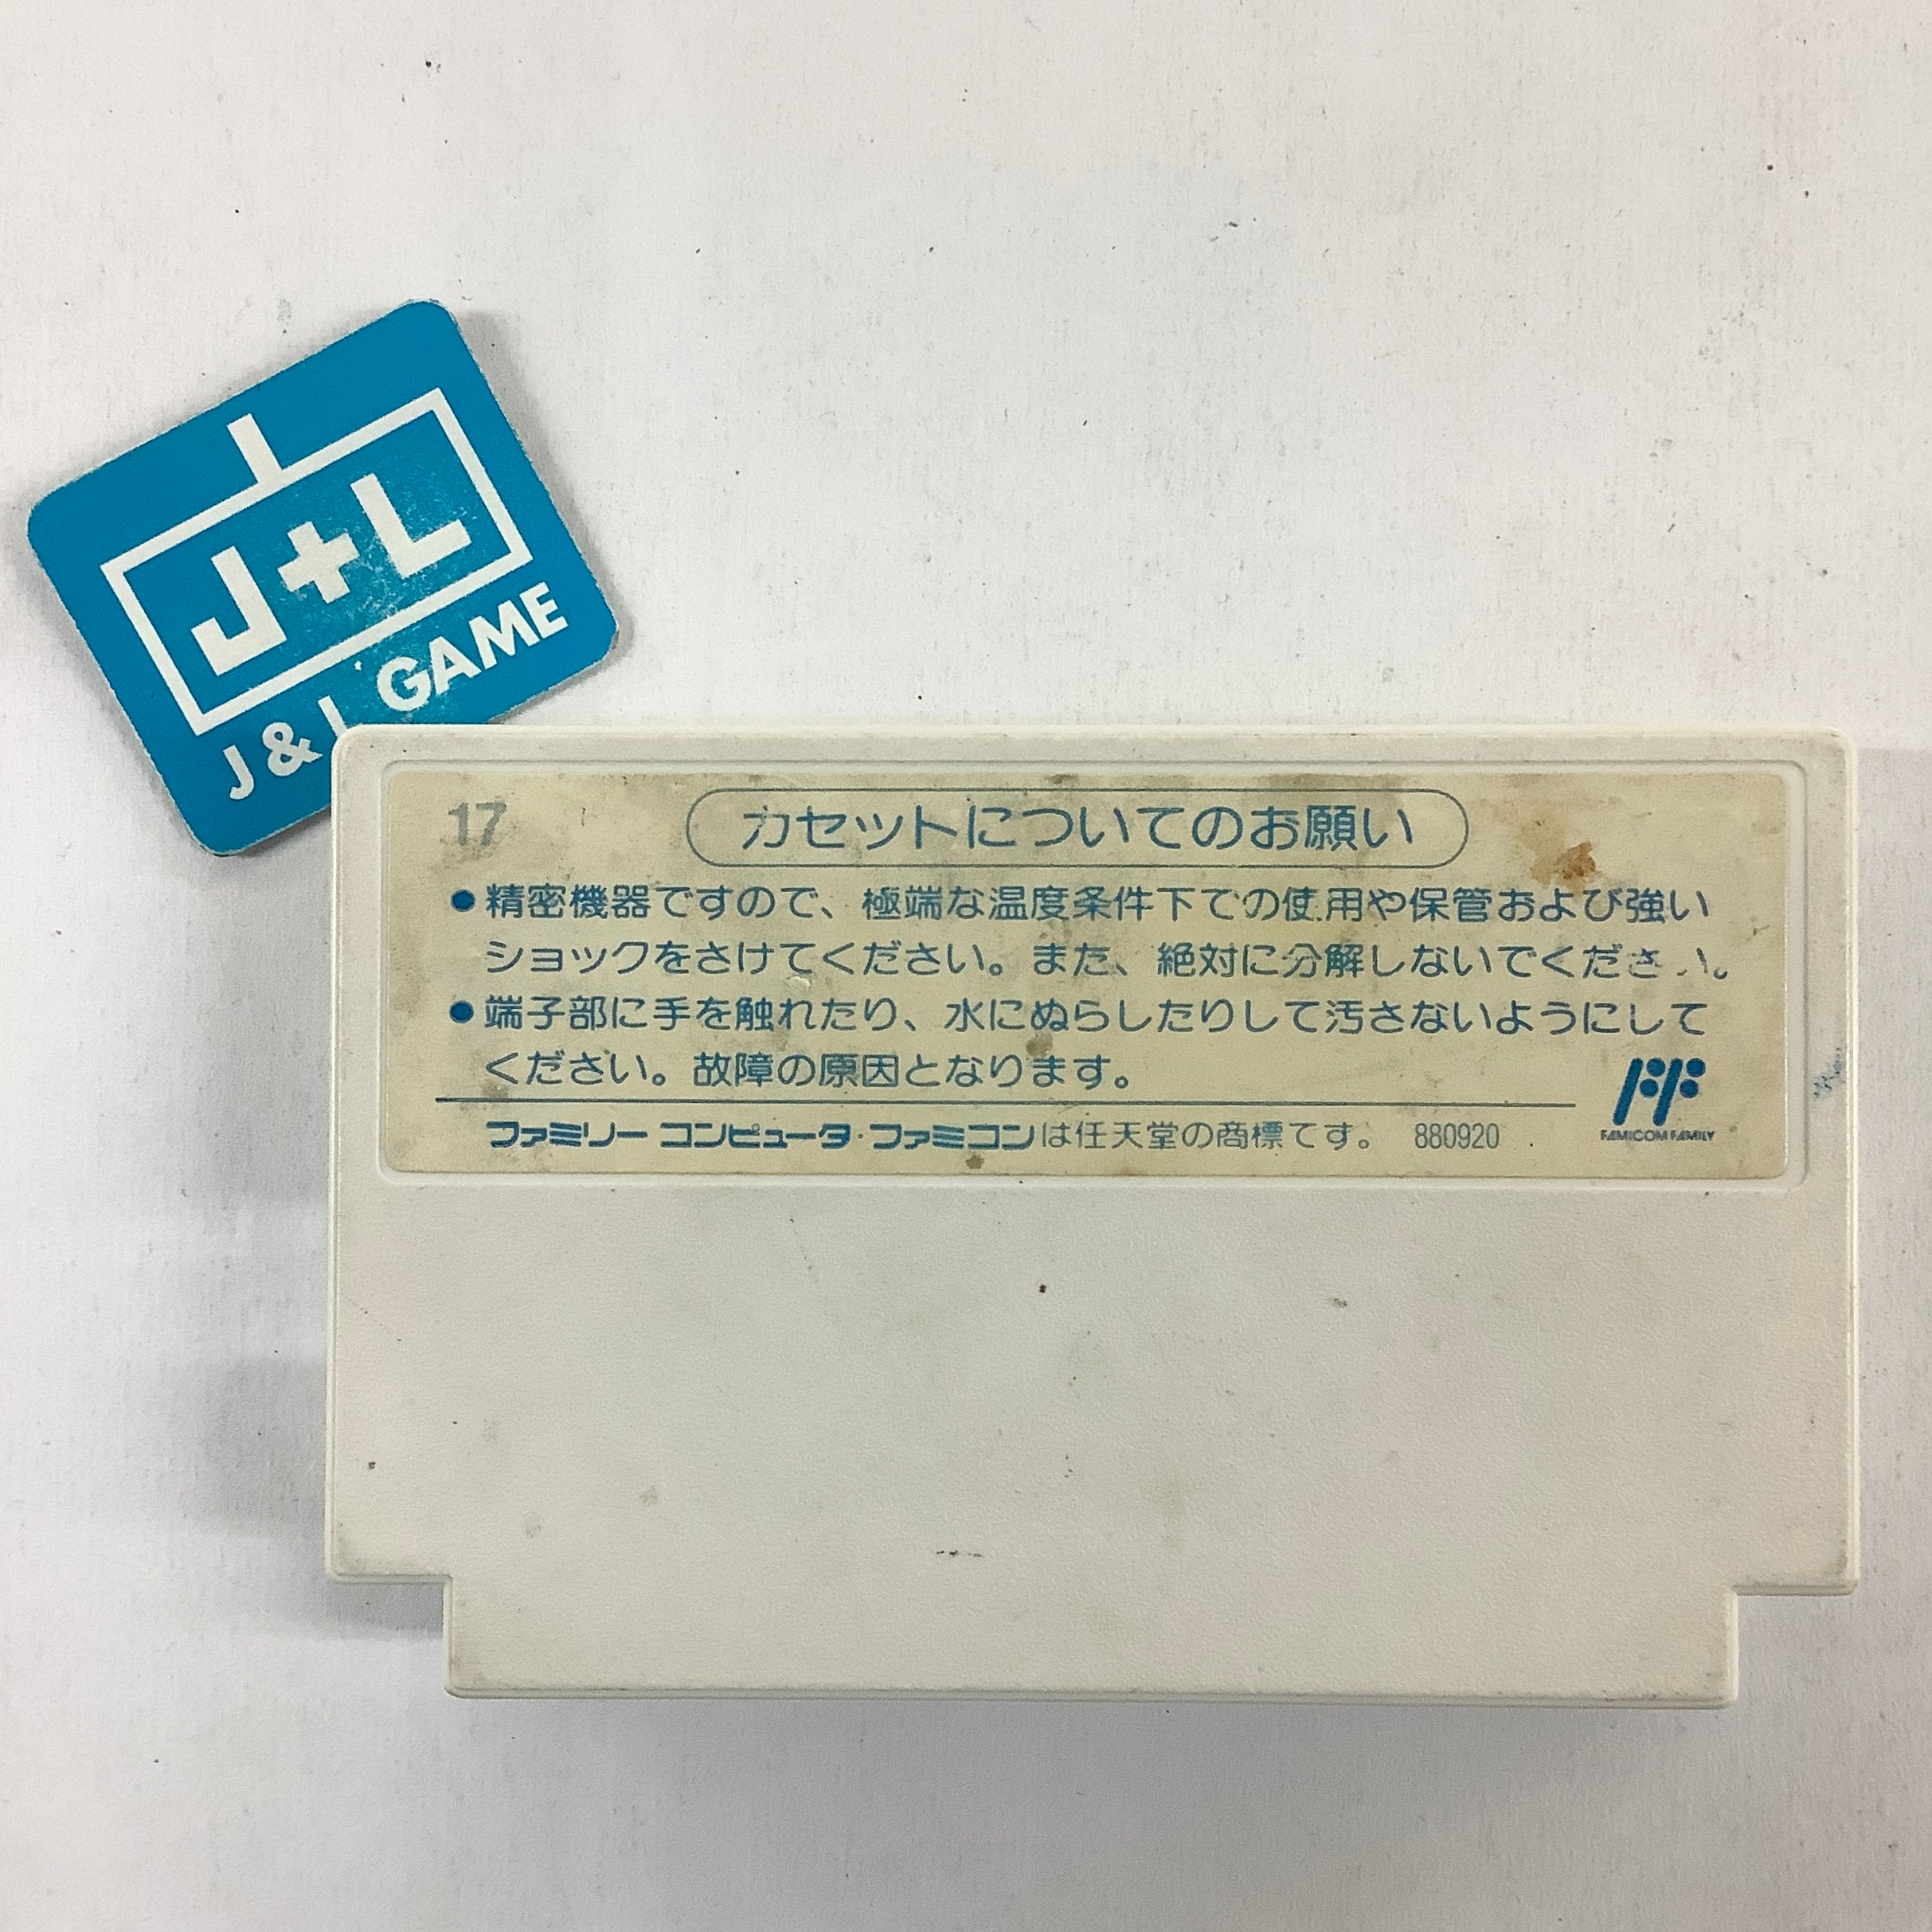 J+L
J & L GAME
17
カセットについてのお願い
●精密機器ですので、極端な温度条件下での使用や保管および強い
ショックをさけてください。また、絶対に分解しないでください。
●端子部に手を触れたり、水にぬらしたりして汚さないようにして
ください。故障の原因となります。
ファミリーコンピュータ・ファミコンは任天堂の商標です。 880920
FAMICOM FAMILY